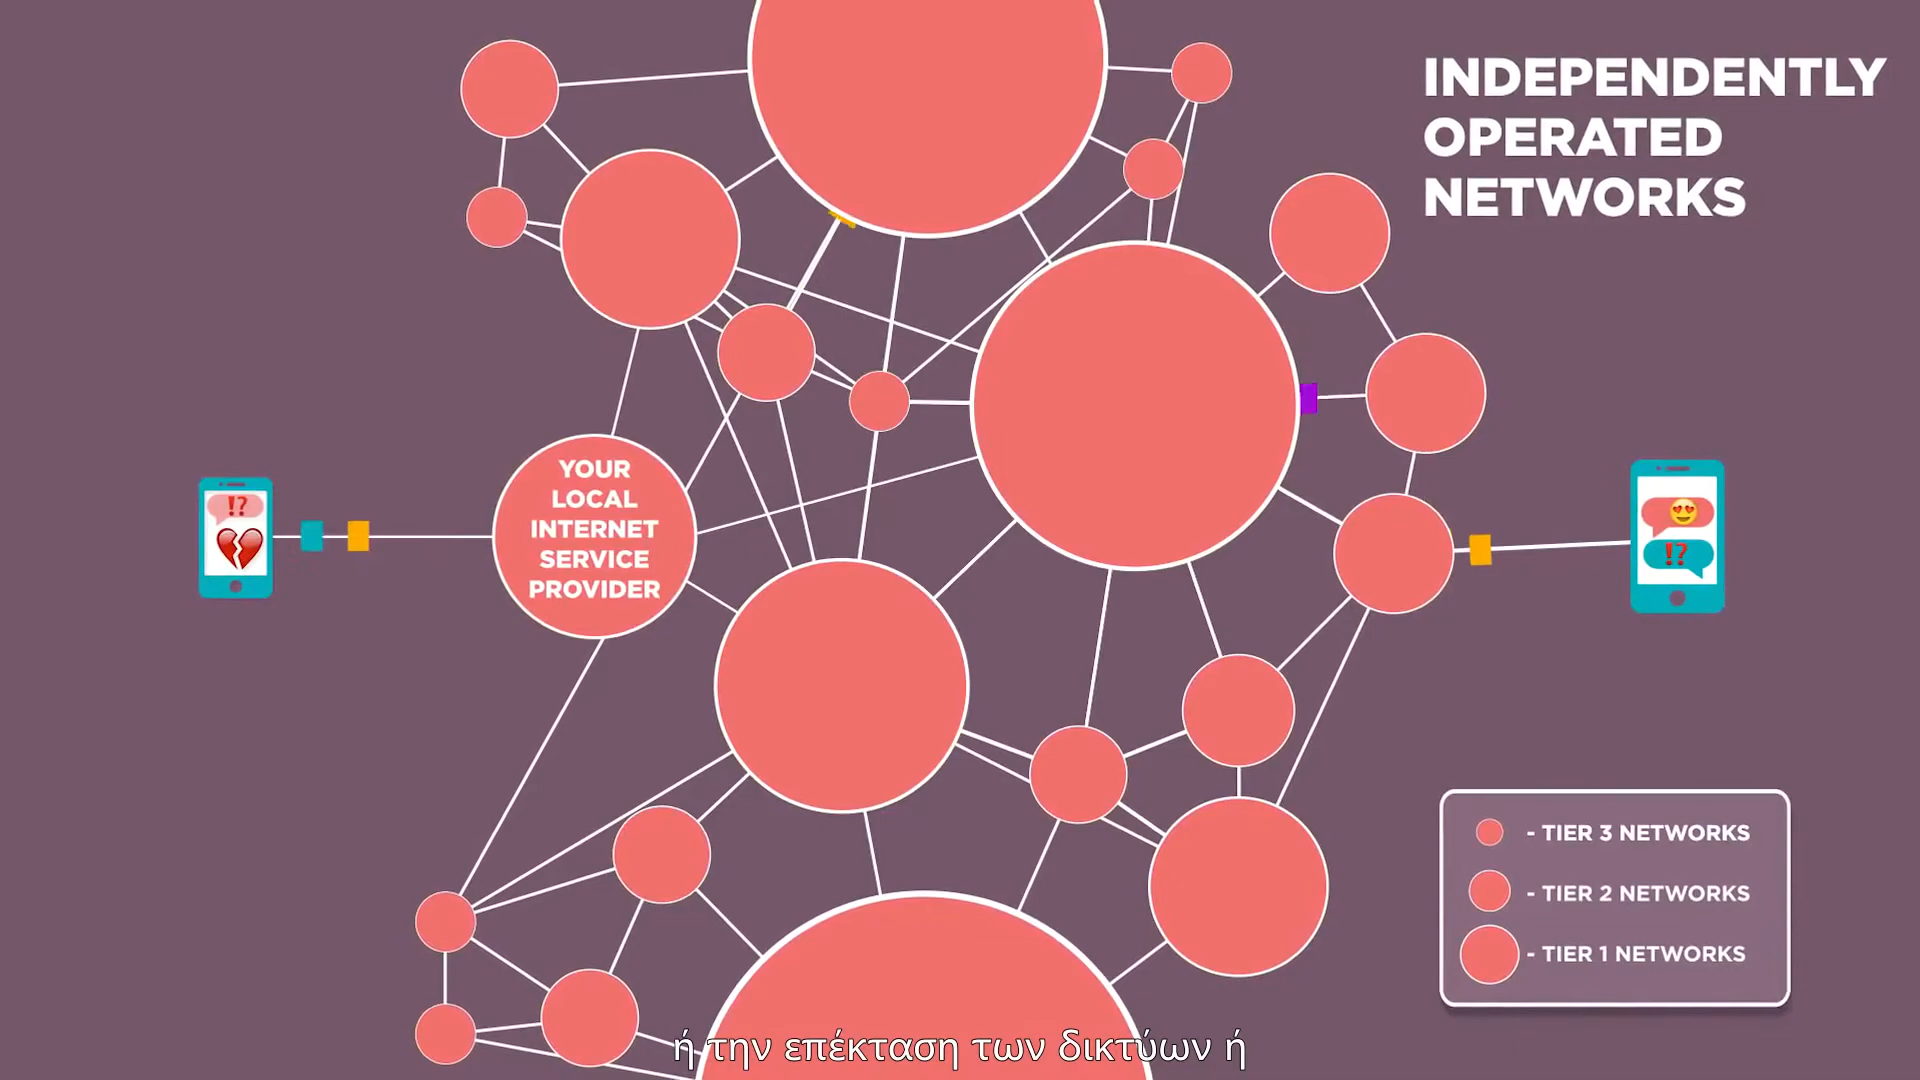 INDEPENDENTLY
OPERATED
NETWORKS
YOUR
LOCAL
INTERNET
SERVICE
PROVIDER
⁉
⁉
- TIER 3 NETWORKS
- TIER 2 NETWORKS
- TIER 1 NETWORKS
ή την επέκταση των δικτύων ή